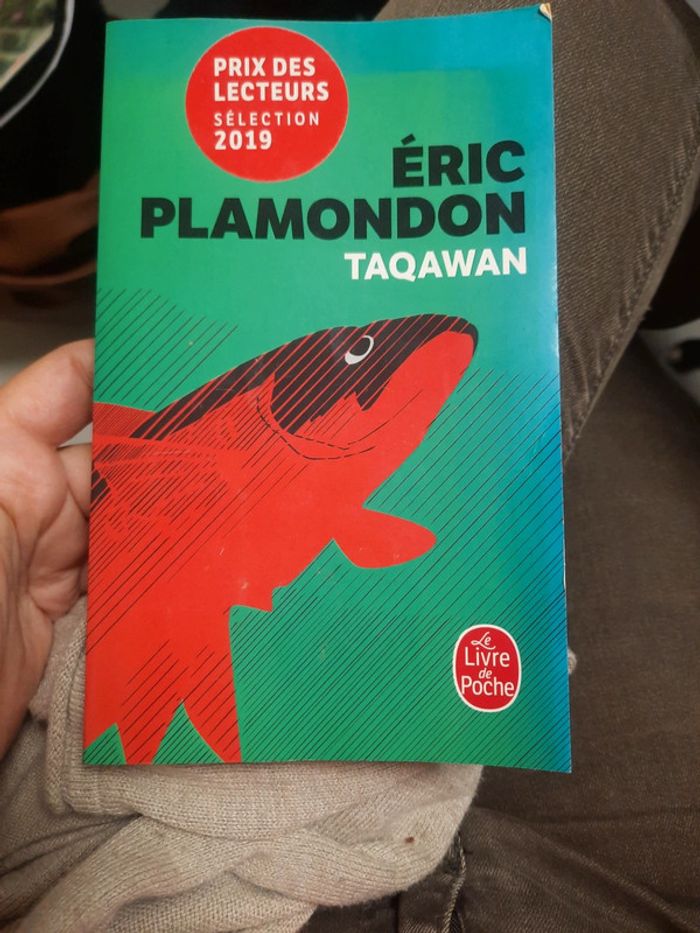 PRIX DES
LECTEURS
SÉLECTION
2019
ÉRIC
PLAMONDON
TAQAWAN
Le
Livre
de
Poche